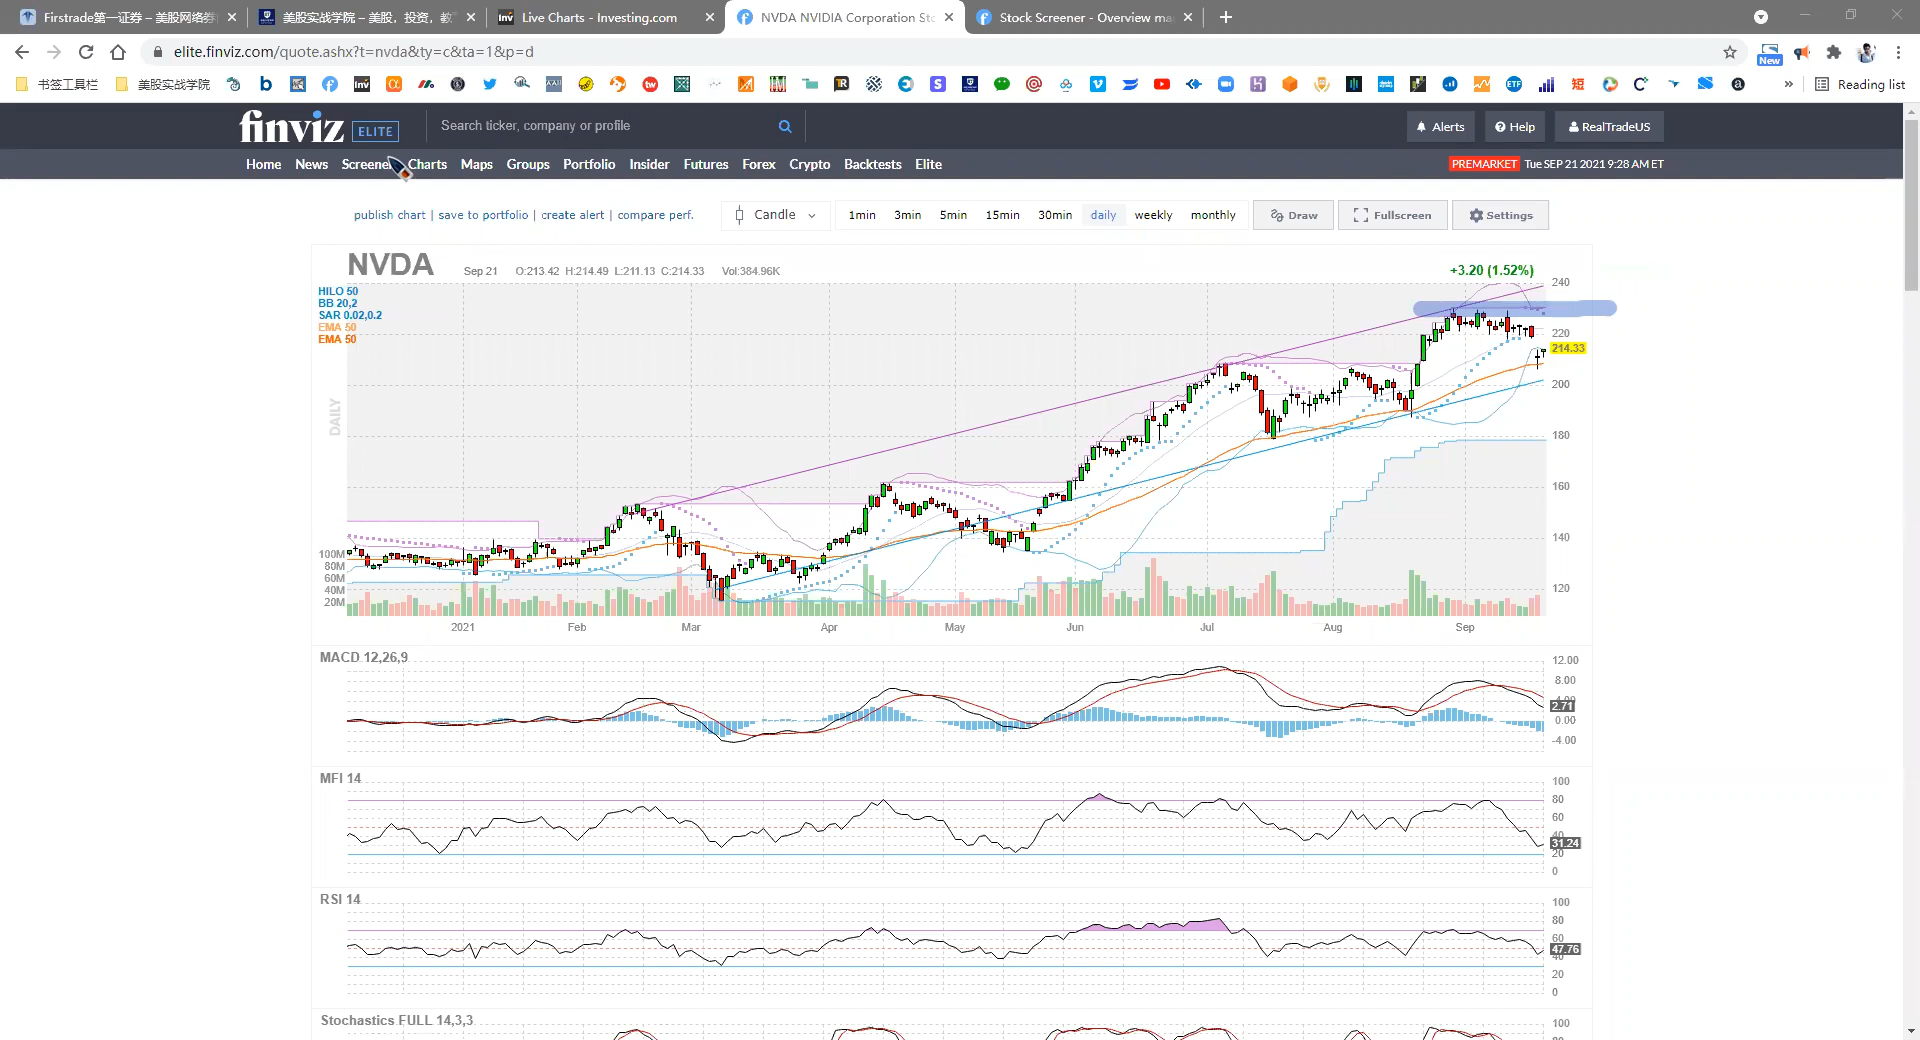 Firstrade第一证券 – 美股网络券
美股实战学院 – 美股，投资，教
Live Charts - Investing.com
NVDA NVIDIA Corporation Sto
Stock Screener - Overview ma
elite.finviz.com/quote.ashx?t=nvda&ty=c&ta=1&p=d
New
书签工具栏
美股实战学院
Reading list
finviz ELITE
Search ticker, company or profile
Alerts
Help
RealTradeUS
Home News Screener Charts Maps Groups Portfolio Insider Futures Forex Crypto Backtests Elite
PREMARKET Tue SEP 21 2021 9:28 AM ET
publish chart | save to portfolio | create alert | compare perf.
Candle
1min 3min 5min 15min 30min daily weekly monthly
Draw
Fullscreen
Settings
NVDA
Sep 21 O:213.42 H:214.49 L:211.13 C:214.33 Vol:384.96K
+3.20 (1.52%)
HILO 50
BB 20,2
SAR 0.02,0.2
EMA 50
EMA 50
DAILY
240
220
214.33
200
180
160
140
120
100M
80M
60M
40M
20M
2021 Feb Mar Apr May Jun Jul Aug Sep
MACD 12,26,9
12.00
8.00
4.00
2.71
0.00
-4.00
MFI 14
100
80
60
40
31.24
20
0
RSI 14
100
80
60
47.76
40
20
0
Stochastics FULL 14,3,3
100